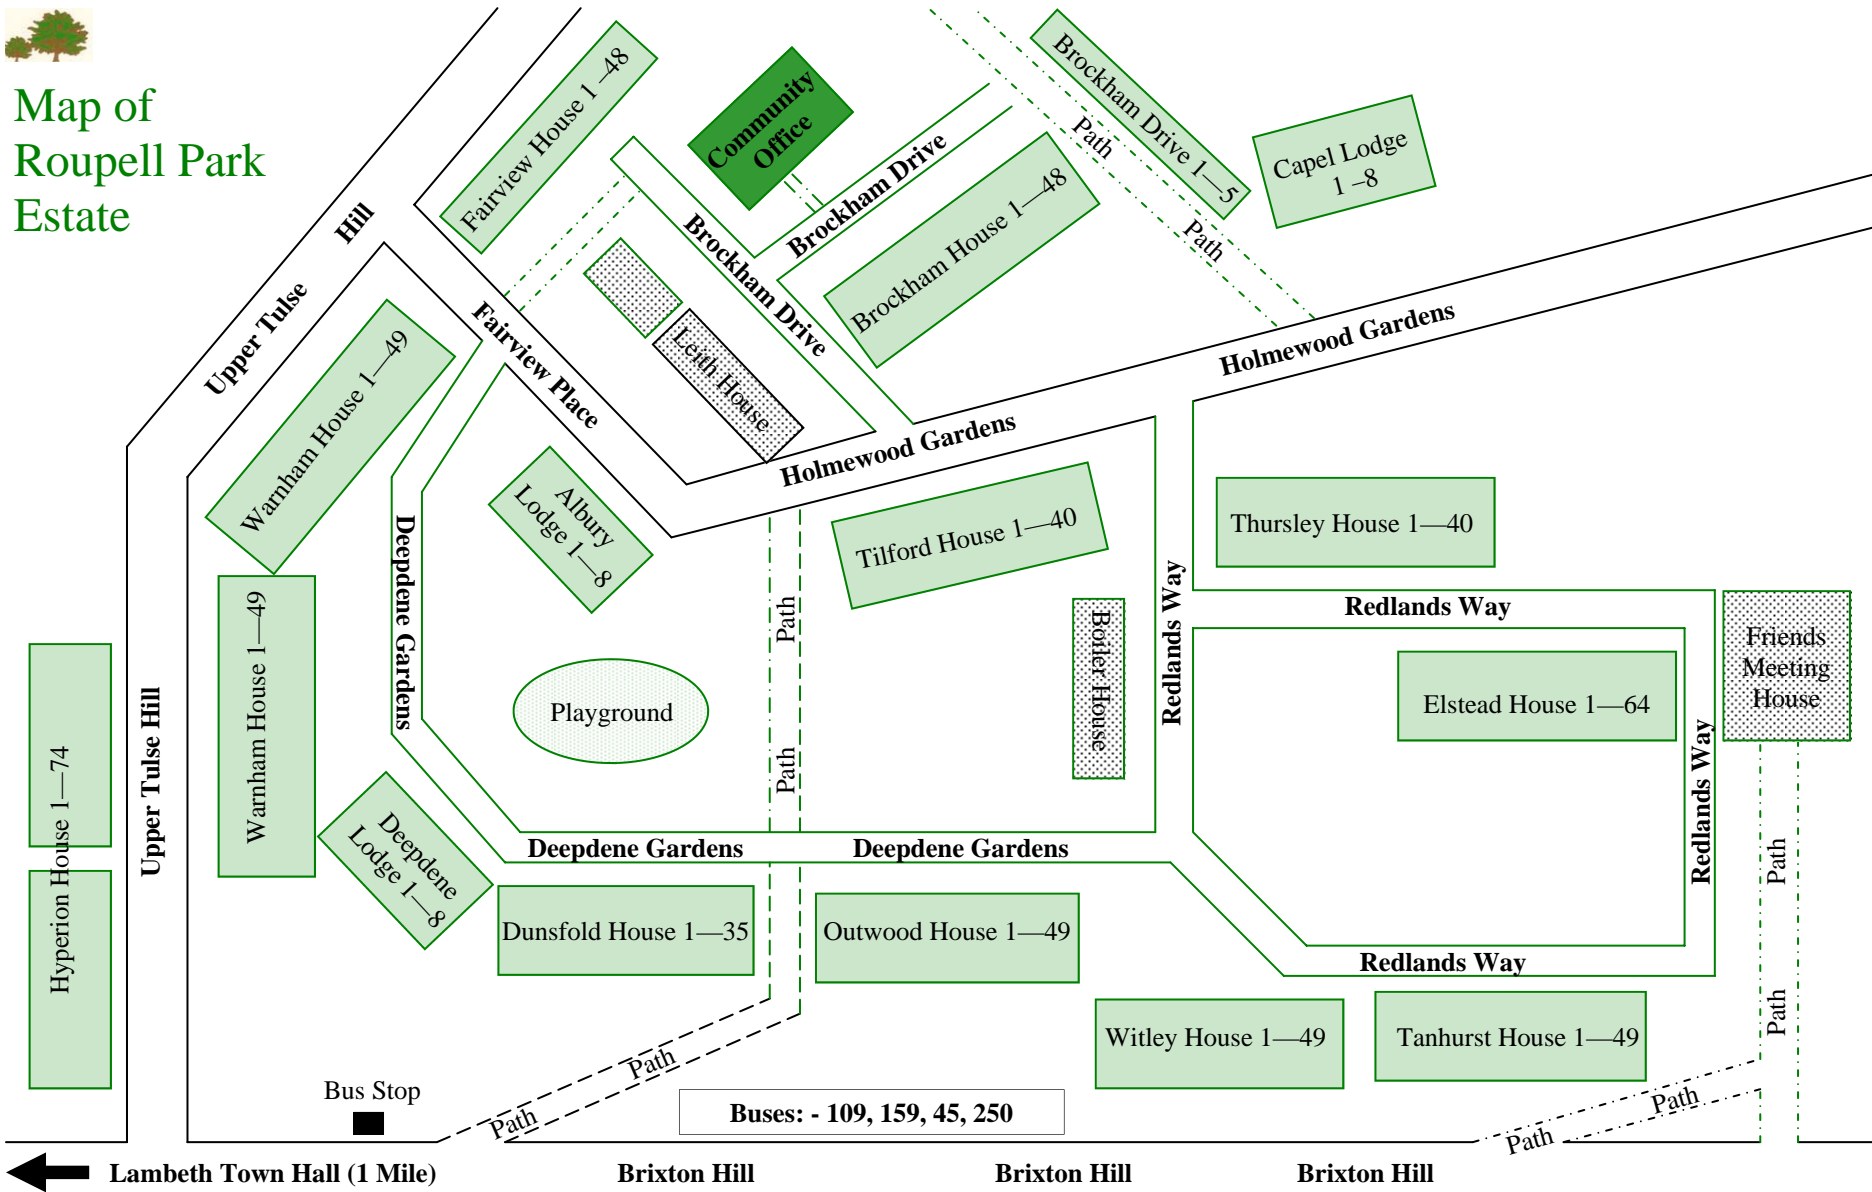 Map of
Roupell Park
Estate
Fairview House 1 –48
Community
Office
Brockham Drive 1—5
Capel Lodge
1 –8
Path
Path
Brockham Drive
Brockham Drive
Brockham House 1—48
Upper Tulse
Hill
Fairview Place
Leith House
Holmewood Gardens
Holmewood Gardens
Warnham House 1—49
Albury
Lodge 1—8
Tilford House 1—40
Thursley House 1—40
Deepdene Gardens
Path
Path
Boiler House
Redlands Way
Redlands Way
Friends
Meeting
House
Elstead House 1—64
Redlands Way
Playground
Warnham House 1—49
Upper Tulse Hill
Hyperion House 1—74
Deepdene
Lodge 1—8
Deepdene Gardens
Deepdene Gardens
Dunsfold House 1—35
Outwood House 1—49
Redlands Way
Path
Path
Witley House 1—49
Tanhurst House 1—49
Path
Path
Path
Path
Bus Stop
Buses: - 109, 159, 45, 250
Lambeth Town Hall (1 Mile)
Brixton Hill
Brixton Hill
Brixton Hill